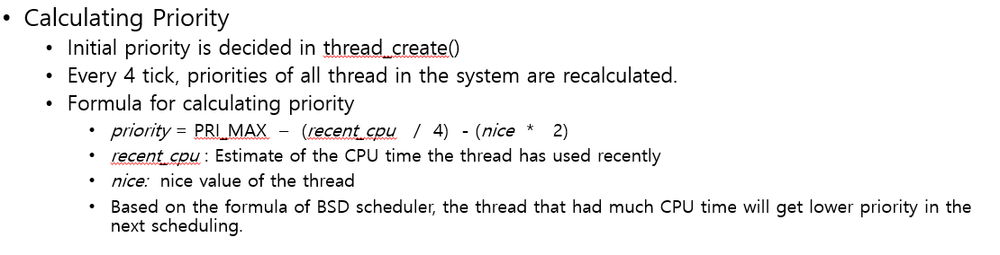 • Calculating Priority
• Initial priority is decided in thread_create()
• Every 4 tick, priorities of all thread in the system are recalculated.
• Formula for calculating priority
• priority = PRI_MAX – (recent_cpu / 4) - (nice * 2)
• recent_cpu : Estimate of the CPU time the thread has used recently
• nice: nice value of the thread
• Based on the formula of BSD scheduler, the thread that had much CPU time will get lower priority in the
next scheduling.